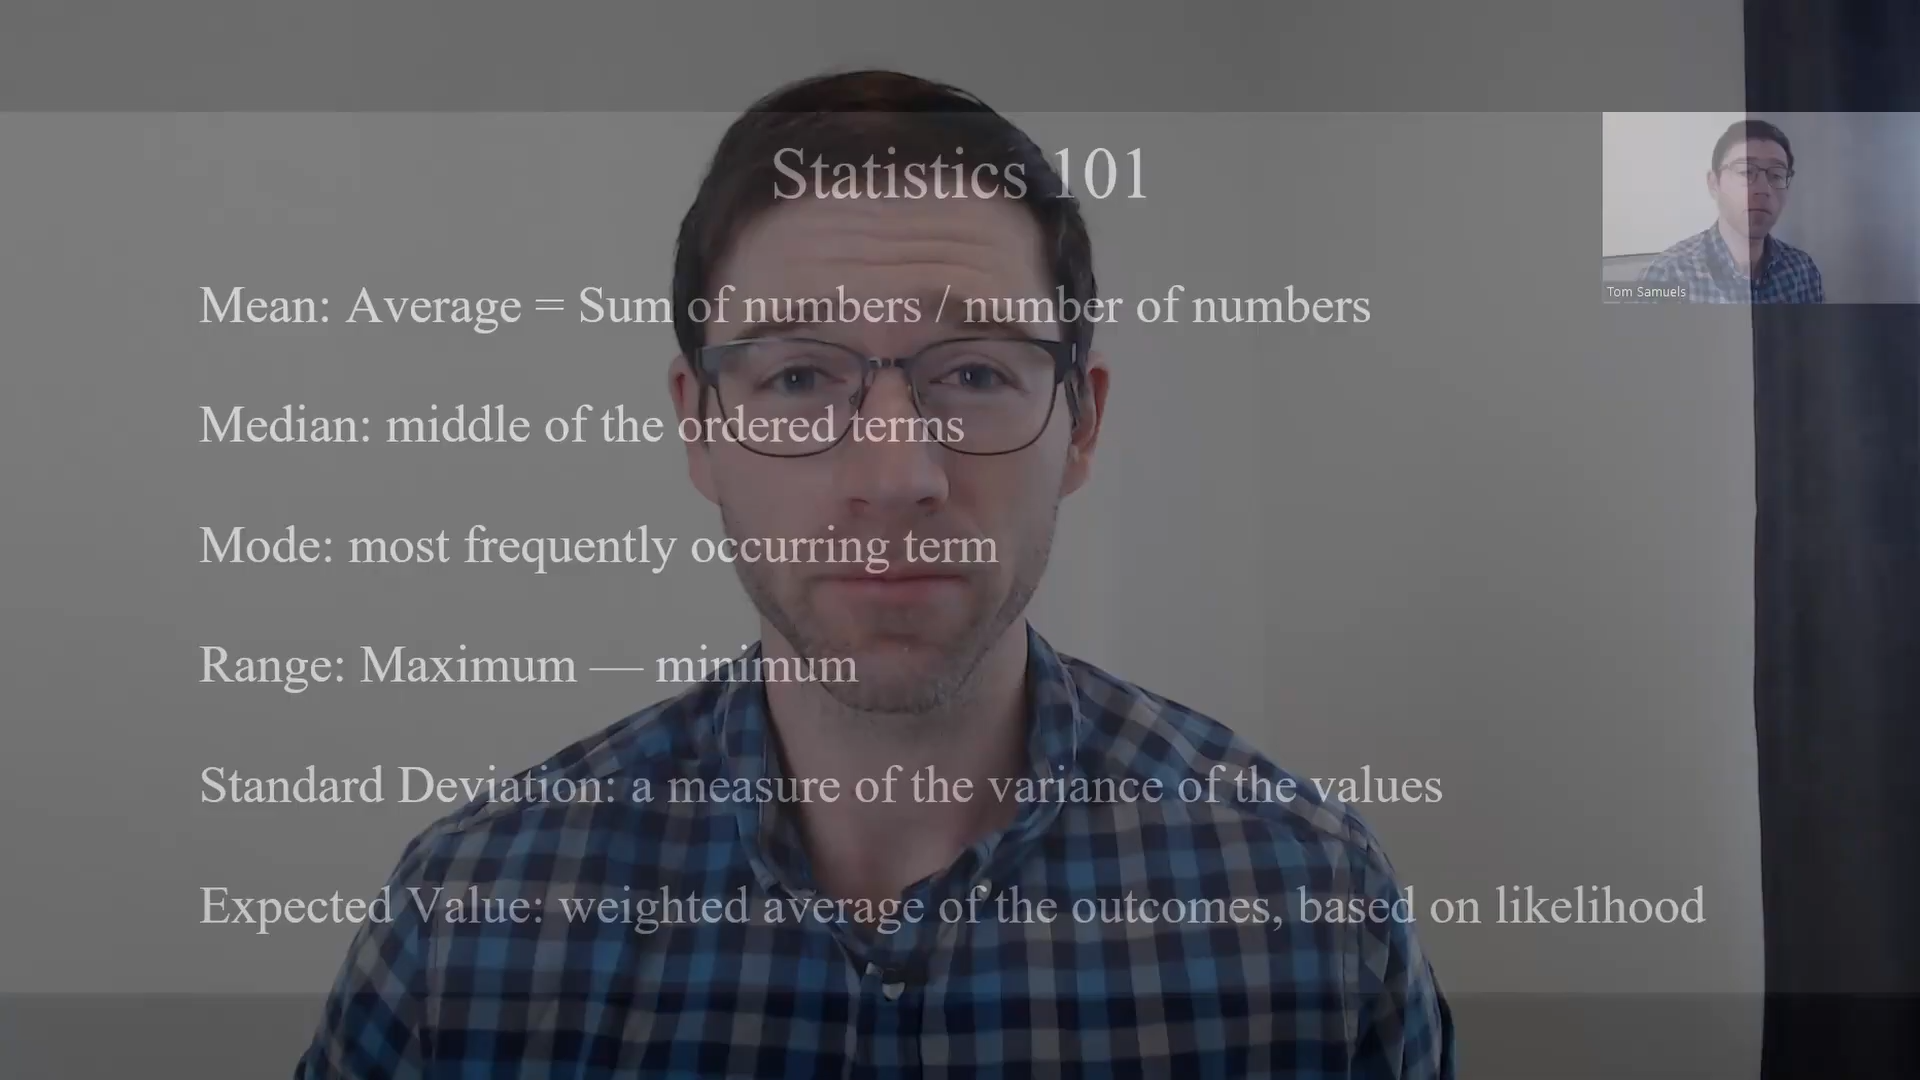 Statistics 101
Tom Samuels
Mean: Average = Sum of numbers / number of numbers
Median: middle of the ordered terms
Mode: most frequently occurring term
Range: Maximum — minimum
Standard Deviation: a measure of the variance of the values
Expected Value: weighted average of the outcomes, based on likelihood